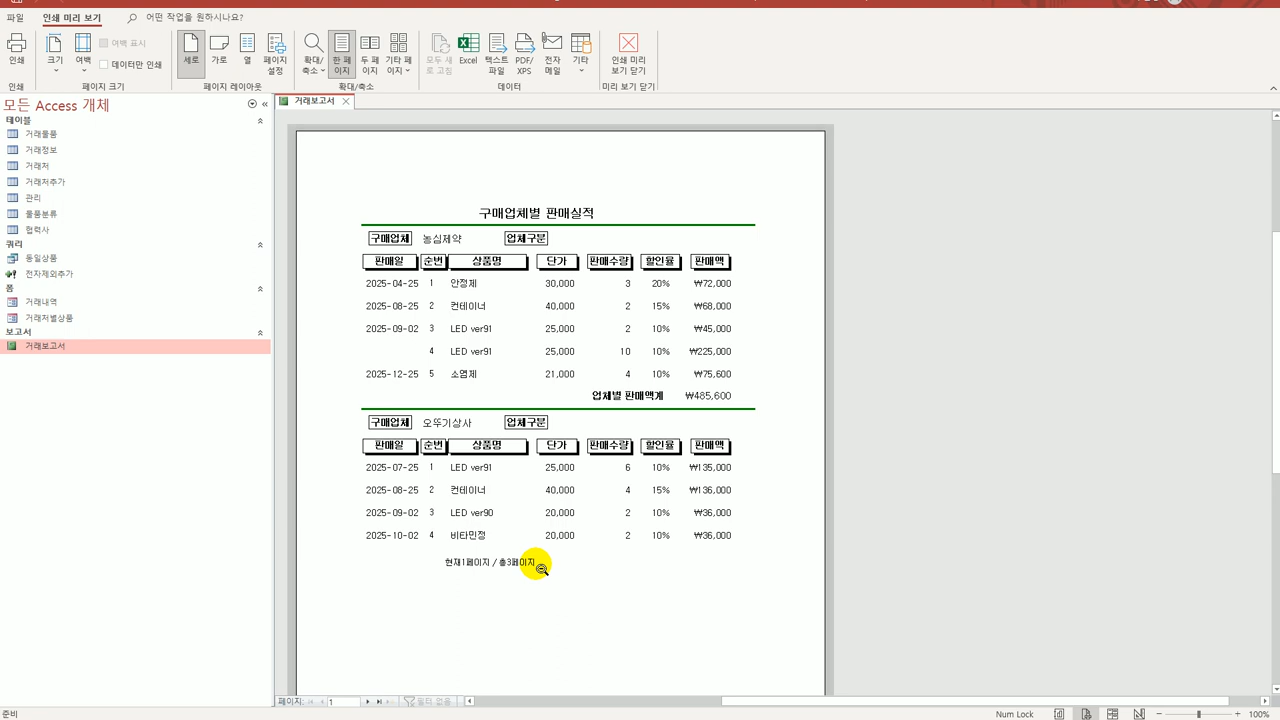 파일 인쇄 미리 보기 어떤 작업을 원하시나요?
인쇄
크기
여백
여백 표시
데이터만 인쇄
세로
가로
열
페이지 설정
확대/축소
한 페이지
두 페이지
기타 페이지
모두 새로 고침
Excel
텍스트 파일
PDF/XPS
전자 메일
기타
인쇄 미리 보기 닫기
인쇄 페이지 크기 페이지 레이아웃 확대/축소 데이터 미리 보기 닫기
모든 Access 개체
테이블
거래물품
거래정보
거래처
거래처추가
관리
물품분류
협력사
쿼리
동일상품
전자제외추가
폼
거래내역
거래처별상품
보고서
거래보고서
거래보고서
구매업체별 판매실적
구매업체 농심제약 업체구분
판매일 순번 상품명 단가 판매수량 할인율 판매액
2025-04-25 1 안정제 30,000 3 20% ₩72,000
2025-08-25 2 컨테이너 40,000 2 15% ₩68,000
2025-09-02 3 LED ver91 25,000 2 10% ₩45,000
4 LED ver91 25,000 10 10% ₩225,000
2025-12-25 5 소염제 21,000 4 10% ₩75,600
업체별 판매액계 ₩485,600
구매업체 오뚜기상사 업체구분
판매일 순번 상품명 단가 판매수량 할인율 판매액
2025-07-25 1 LED ver91 25,000 6 10% ₩135,000
2025-08-25 2 컨테이너 40,000 4 15% ₩136,000
2025-09-02 3 LED ver90 20,000 2 10% ₩36,000
2025-10-02 4 비타민정 20,000 2 10% ₩36,000
현재1페이지 / 총3페이지
페이지: 1 필터 없음
준비 Num Lock 100%